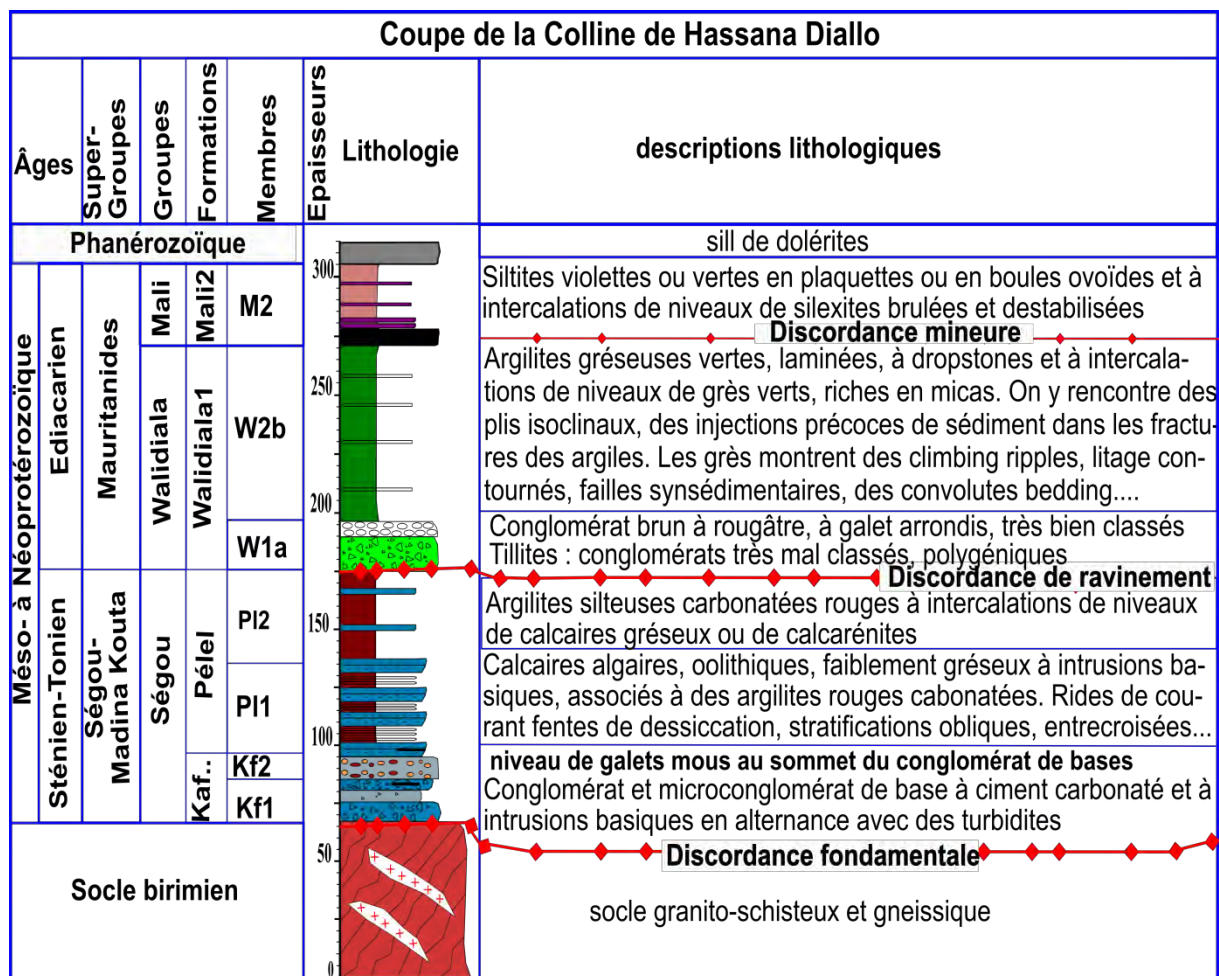 Coupe de la Colline de Hassana Diallo
Âges
Super-
Groupes
Groupes
Formations
Membres
Epaisseurs
Lithologie
descriptions lithologiques
Phanérozoïque
sill de dolérites
Méso- à Néoprotérozoïque
Ediacarien
Mauritanides
Mali
Mali2
M2
300
Siltites violettes ou vertes en plaquettes ou en boules ovoïdes et à
intercalations de niveaux de silexites brulées et destabilisées
Discordance mineure
Walidiala
Walidiala1
W2b
250
200
Argilites gréseuses vertes, laminées, à dropstones et à intercala-
tions de niveaux de grès verts, riches en micas. On y rencontre des
plis isoclinaux, des injections précoces de sédiment dans les fractu-
res des argiles. Les grès montrent des climbing ripples, litage con-
tournés, failles synsédimentaires, des convolutes bedding....
W1a
Conglomérat brun à rougâtre, à galet arrondis, très bien classés
Tillites : conglomérats très mal classés, polygéniques
Discordance de ravinement
Sténien-Tonien
Ségou-
Madina Kouta
Ségou
Pélel
Pl2
150
Argilites silteuses carbonatées rouges à intercalations de niveaux
de calcaires gréseux ou de calcarénites
Pl1
100
Calcaires algaires, oolithiques, faiblement gréseux à intrusions ba-
siques, associés à des argilites rouges cabonatées. Rides de cou-
rant fentes de dessiccation, stratifications obliques, entrecroisées...
Kaf..
Kf2
Kf1
niveau de galets mous au sommet du conglomérat de bases
Conglomérat et microconglomérat de base à ciment carbonaté et à
intrusions basiques en alternance avec des turbidites
Discordance fondamentale
Socle birimien
50
0
socle granito-schisteux et gneissique